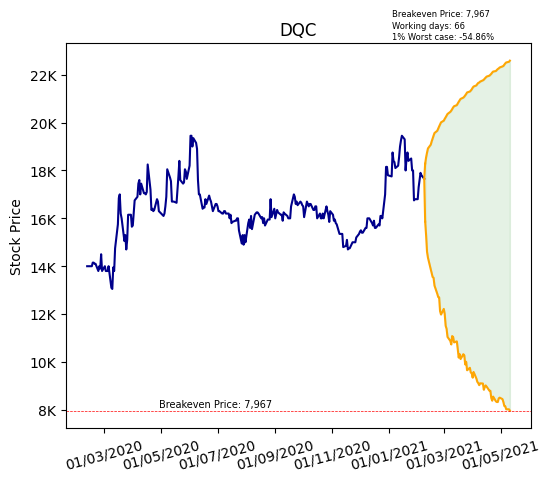 Breakeven Price: 7,967
Working days: 66
1% Worst case: -54.86%
DQC
Stock Price
22K
20K
18K
16K
14K
12K
10K
8K
Breakeven Price: 7,967
01/03/2020
01/05/2020
01/07/2020
01/09/2020
01/11/2020
01/01/2021
01/03/2021
01/05/2021